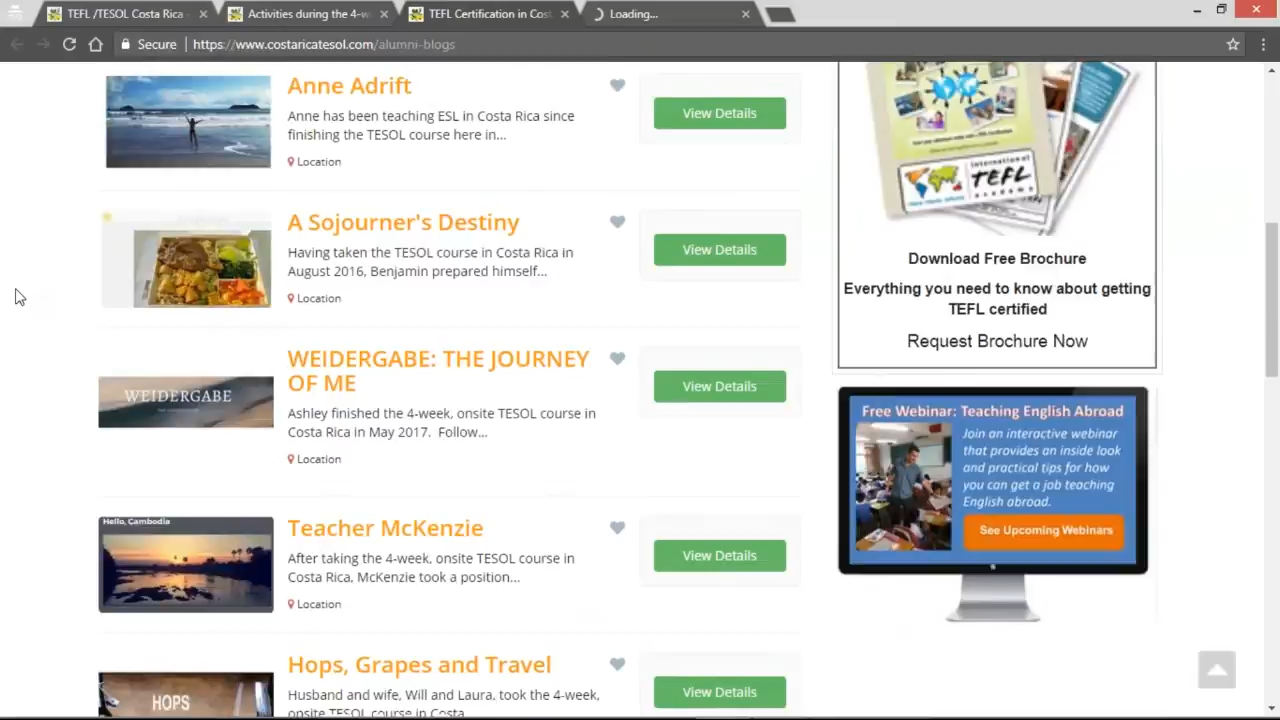 TEFL /TESOL Costa Rica -
Activities during the 4-w
TEFL Certification in Cost
Loading...
Secure
https://www.costaricatesol.com/alumni-blogs
Anne Adrift
Anne has been teaching ESL in Costa Rica since
finishing the TESOL course here in...
Location
View Details
A Sojourner's Destiny
Having taken the TESOL course in Costa Rica in
August 2016, Benjamin prepared himself...
Location
View Details
WEIDERGABE
WEIDERGABE: THE JOURNEY
OF ME
Ashley finished the 4-week, onsite TESOL course in
Costa Rica in May 2017. Follow...
Location
View Details
Hello, Cambodia
Teacher McKenzie
After taking the 4-week, onsite TESOL course in
Costa Rica, McKenzie took a position...
Location
View Details
HOPS
Hops, Grapes and Travel
Husband and wife, Will and Laura, took the 4-week,
onsite TESOL course in Costa
View Details
International
TEFL
ACADEMY
Download Free Brochure
Everything you need to know about getting
TEFL certified
Request Brochure Now
Free Webinar: Teaching English Abroad
Join an interactive webinar
that provides an inside look
and practical tips for how
you can get a job teaching
English abroad.
See Upcoming Webinars